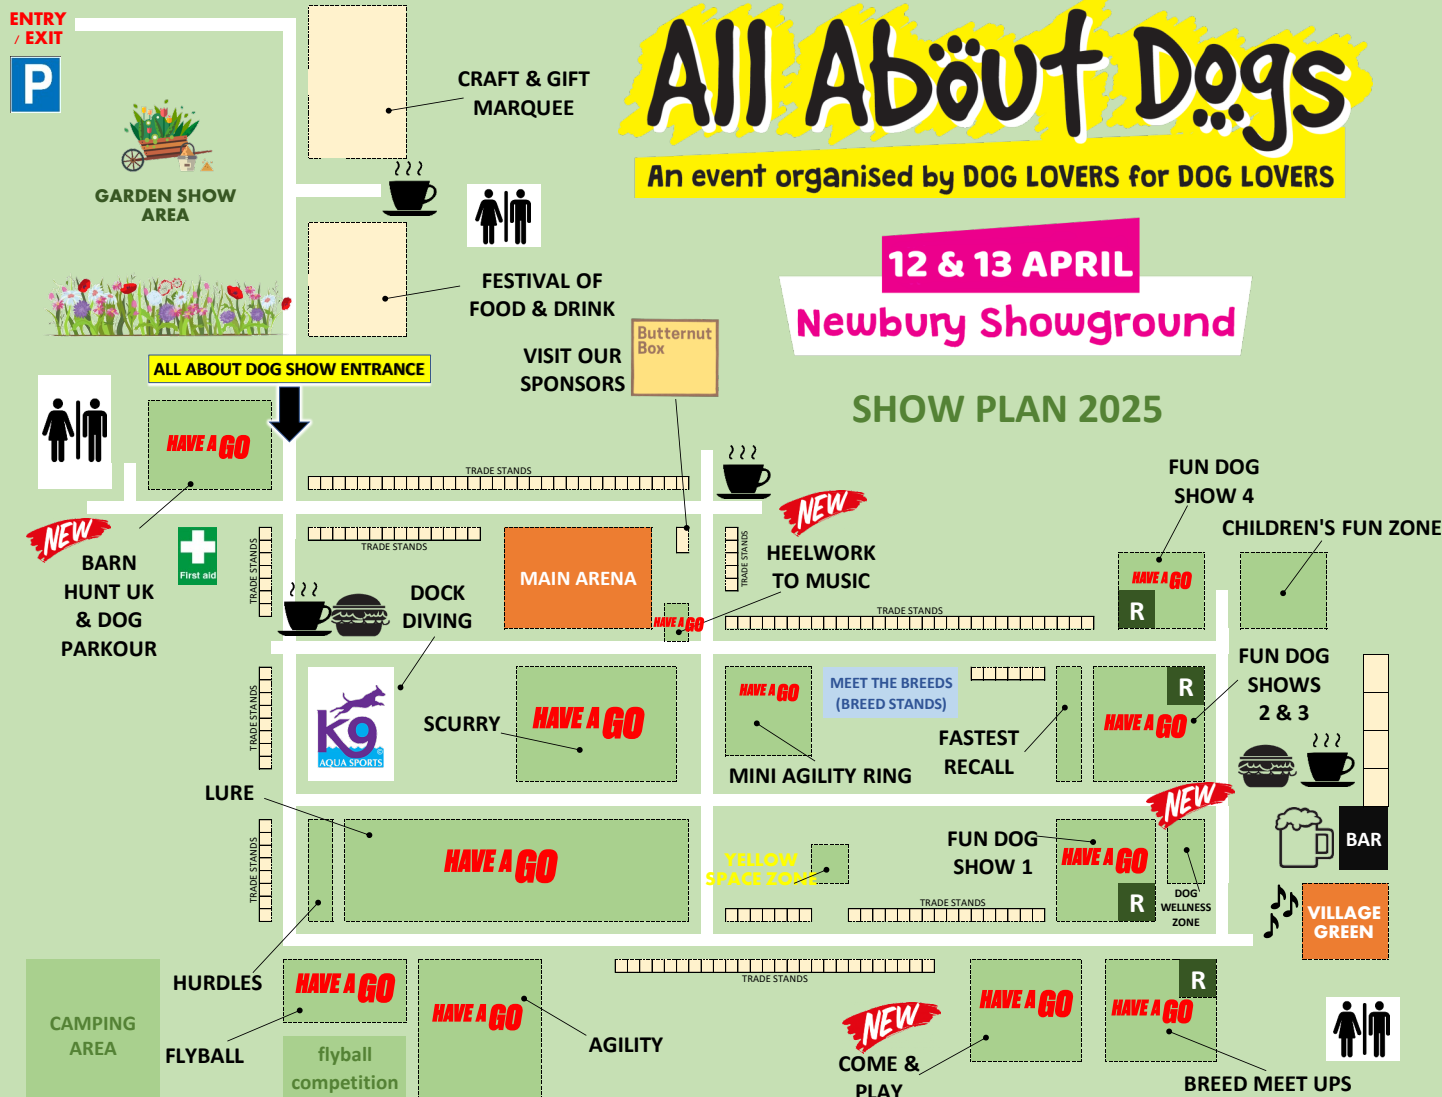 ENTRY
/ EXIT
P
CRAFT & GIFT
MARQUEE
All About Dogs
An event organised by DOG LOVERS for DOG LOVERS
GARDEN SHOW
AREA
12 & 13 APRIL
Newbury Showground
FESTIVAL OF
FOOD & DRINK
Butternut
Box
VISIT OUR
SPONSORS
ALL ABOUT DOG SHOW ENTRANCE
SHOW PLAN 2025
HAVE A GO
TRADE STANDS
FUN DOG
SHOW 4
NEW
CHILDREN'S FUN ZONE
NEW
BARN
HUNT UK
& DOG
PARKOUR
First aid
TRADE STANDS
TRADE STANDS
MAIN ARENA
TRADE STANDS
HEELWORK
TO MUSIC
DOCK
DIVING
HAVE A GO
HAVE A GO
R
TRADE STANDS
TRADE STANDS
K9
AQUA SPORTS
SCURRY
HAVE A GO
HAVE A GO
MINI AGILITY RING
MEET THE BREEDS
(BREED STANDS)
FASTEST
RECALL
HAVE A GO
R
FUN DOG
SHOWS
2 & 3
LURE
TRADE STANDS
HAVE A GO
YELLOW
SPACE ZONE
TRADE STANDS
FUN DOG
SHOW 1
HAVE A GO
R
NEW
DOG
WELLNESS
ZONE
BAR
VILLAGE
GREEN
HURDLES
CAMPING
AREA
HAVE A GO
FLYBALL
flyball
competition
HAVE A GO
AGILITY
TRADE STANDS
NEW
COME &
PLAY
HAVE A GO
R
HAVE A GO
BREED MEET UPS